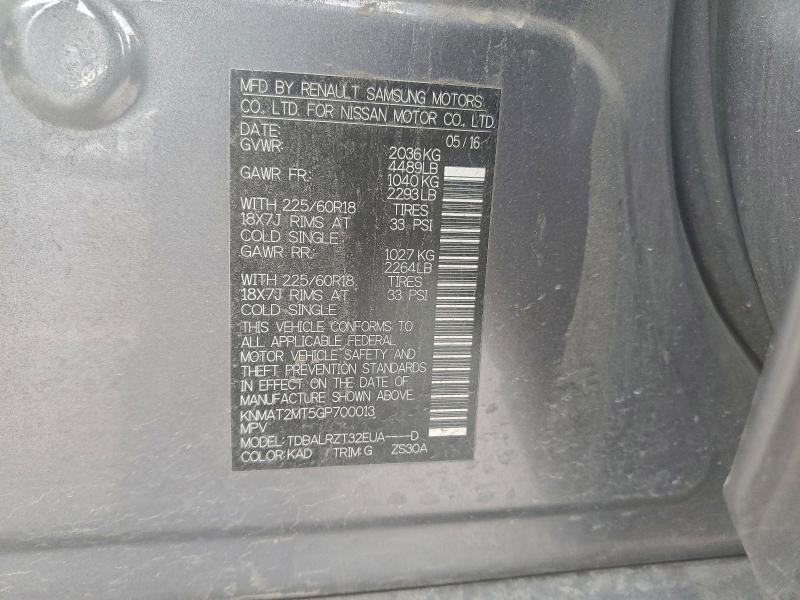 MFD BY RENAULT SAMSUNG MOTORS
CO., LTD. FOR NISSAN MOTOR CO., LTD.
DATE: 05/16
GVWR: 2036KG
4489LB
GAWR FR: 1040 KG
2293LB
WITH 225/60R18 TIRES
18X7J RIMS AT 33 PSI
COLD SINGLE
GAWR RR: 1027 KG
2264LB
WITH 225/60R18 TIRES
18X7J RIMS AT 33 PSI
COLD SINGLE
THIS VEHICLE CONFORMS TO
ALL APPLICABLE FEDERAL
MOTOR VEHICLE SAFETY AND
THEFT PREVENTION STANDARDS
IN EFFECT ON THE DATE OF
MANUFACTURE SHOWN ABOVE.
KNMAT2MT5GP700013
MPV
MODEL: TDBALRZT32EUA----D
COLOR: KAD TRIM: G ZS30A